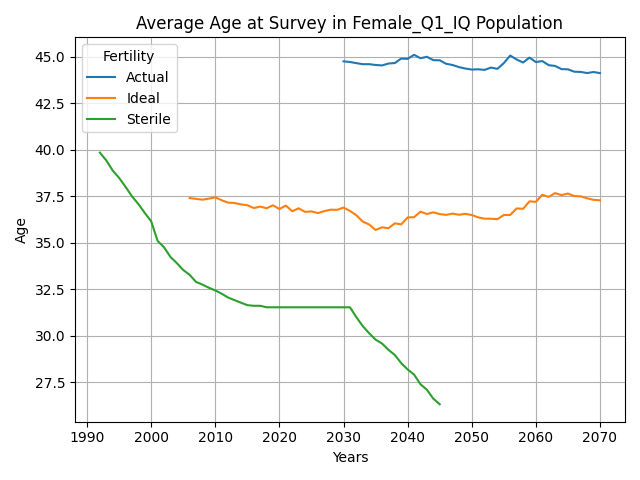 Average Age at Survey in Female_Q1_IQ Population
Fertility
Actual
Ideal
Sterile
Age
45.0
42.5
40.0
37.5
35.0
32.5
30.0
27.5
1990 2000 2010 2020 2030 2040 2050 2060 2070
Years